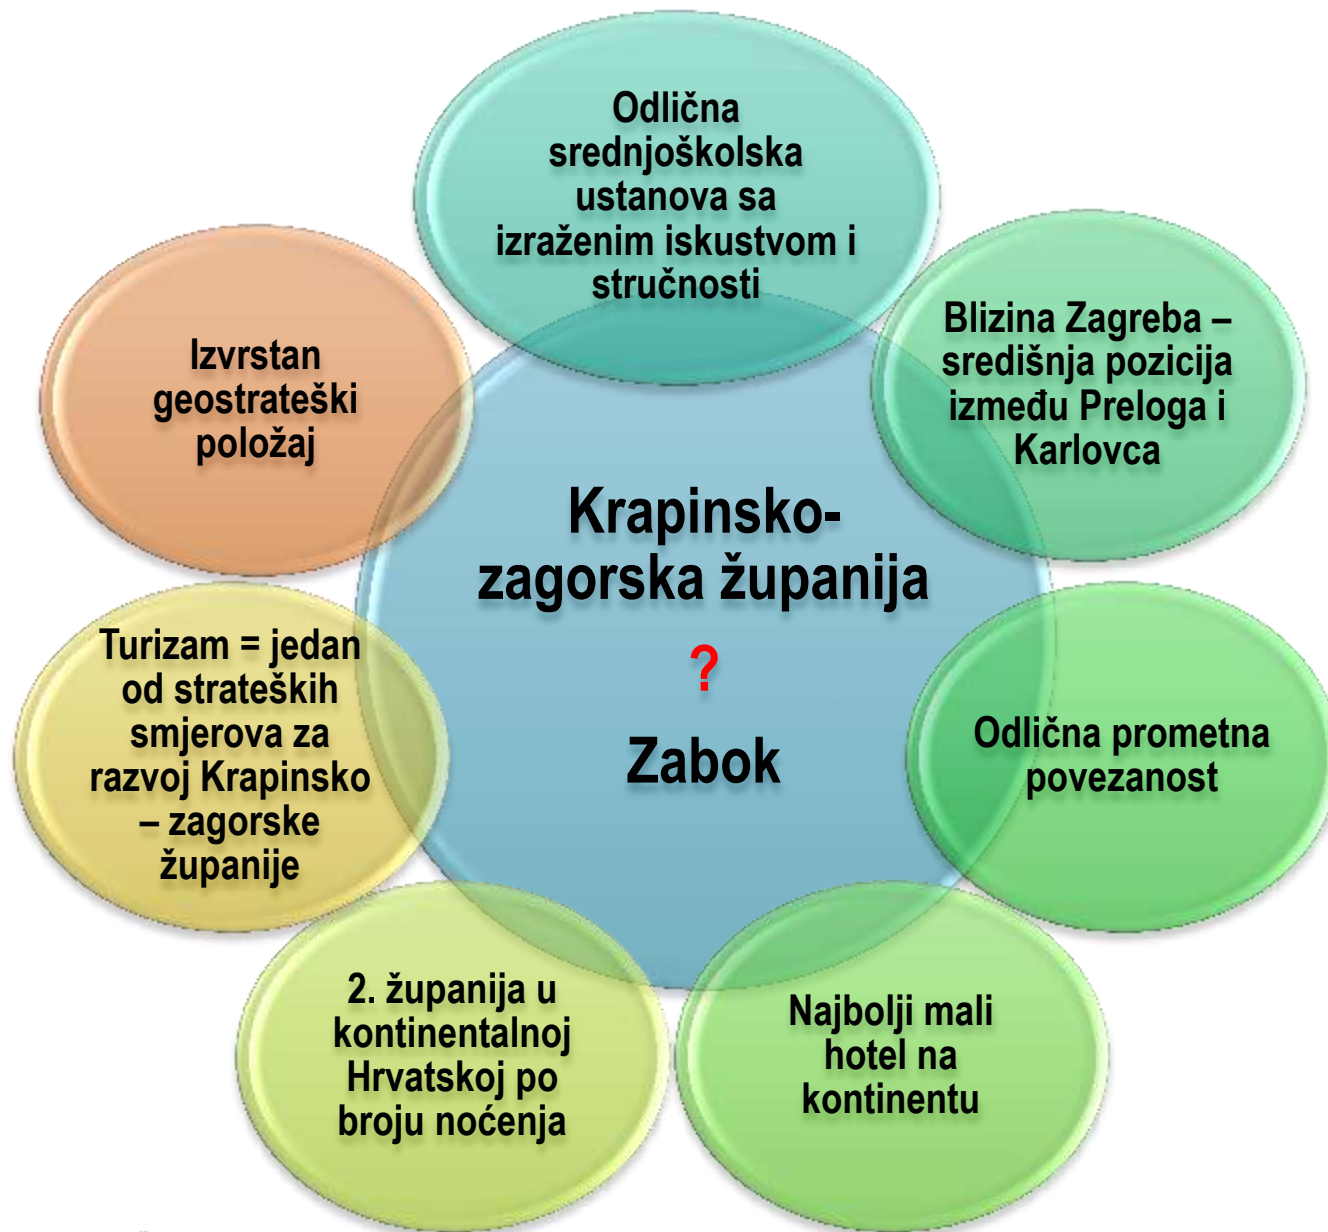 Odlična
srednjoškolska
ustanova sa
izraženim iskustvom i
stručnosti
Blizina Zagreba –
središnja pozicija
između Preloga i
Karlovca
Odlična prometna
povezanost
Najbolji mali
hotel na
kontinentu
2. županija u
kontinentalnoj
Hrvatskoj po
broju noćenja
Turizam = jedan
od strateških
smjerova za
razvoj Krapinsko
– zagorske
županije
Izvrstan
geostrateški
položaj
Krapinsko-
zagorska županija
?
Zabok